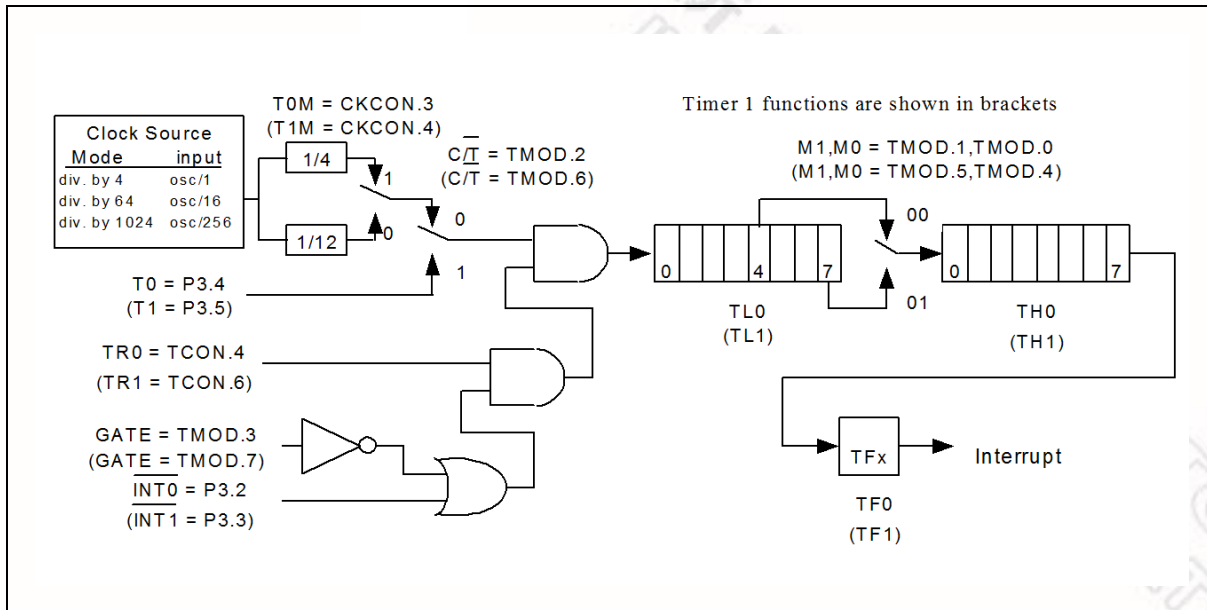 T0M = CKCON.3
(T1M = CKCON.4)
Timer 1 functions are shown in brackets
Clock Source
Mode input
div. by 4 osc/1
div. by 64 osc/16
div. by 1024 osc/256
1/4
1/12
1
0
C/T̅ = TMOD.2
(C/T̅ = TMOD.6)
0
1
M1,M0 = TMOD.1,TMOD.0
(M1,M0 = TMOD.5,TMOD.4)
00
01
0 4 7
0 7
T0 = P3.4
(T1 = P3.5)
TL0
(TL1)
TH0
(TH1)
TR0 = TCON.4
(TR1 = TCON.6)
GATE = TMOD.3
(GATE = TMOD.7)
I̅N̅T̅0̅ = P3.2
(I̅N̅T̅1̅ = P3.3)
TFx
Interrupt
TF0
(TF1)